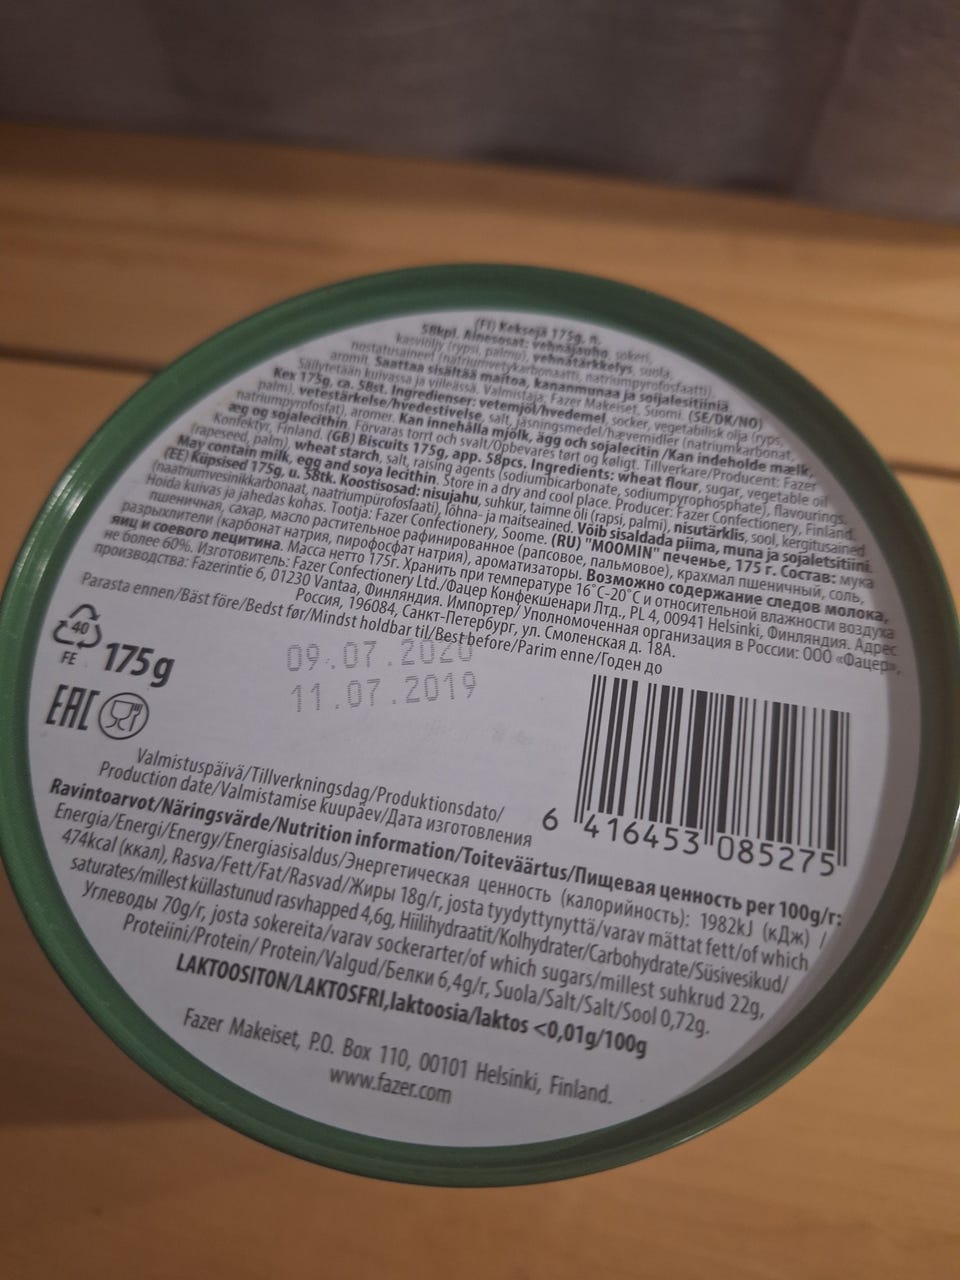 (FI) Keksejä 175g, n.
58kpl. Ainesosat: vehnäjauho, sokeri,
kasviöljy (rypsi, palmu), vehnätärkkelys, suola,
nostatusaineet (natriumvetykarbonaatti, natriumpyrofosfaatti),
aromit. Saattaa sisältää maitoa, kananmunaa ja soijalesitiiniä.
Säilytetään kuivassa ja viileässä. Valmistaja: Fazer Makeiset, Suomi. (SE/DK/NO)
Kex 175g, ca. 58st. Ingredienser: vetemjöl/hvedemel, socker, vegetabilisk olja (ryps,
palm), vetestärkelse/hvedestivelse, salt, jäsningsmedel/hævemidler (natriumkarbonat,
natriumpyrofosfat), aromer. Kan innehålla mjölk, ägg och sojalecitin/Kan indeholde mælk,
æg og sojalecithin. Förvaras torrt och svalt/Opbevares tørt og køligt. Tillverkare/Producent: Fazer
Konfektyr, Finland. (GB) Biscuits 175g, app. 58pcs. Ingredients: wheat flour, sugar, vegetable oil
(rapeseed, palm), wheat starch, salt, raising agents (sodiumbicarbonate, sodiumpyrophosphate), flavourings.
May contain milk, egg and soya lecithin. Store in a dry and cool place. Producer: Fazer Confectionery, Finland.
(EE) Küpsised 175g, u. 58tk. Koostisosad: nisujahu, suhkur, taimne õli (rapsi, palmi), nisutärklis, sool, kergitusained
(naatriumvesinikkarbonaat, naatriumpürofosfaat), lõhna- ja maitseained. Võib sisaldada piima, muna ja sojaletsitiini.
Hoida kuivas ja jahedas kohas. Tootja: Fazer Confectionery, Soome. (RU) "MOOMIN" печенье, 175 г. Состав: мука
пшеничная, сахар, масло растительное рафинированное (рапсовое, пальмовое), крахмал пшеничный, соль,
разрыхлители (карбонат натрия, пирофосфат натрия), ароматизаторы. Возможно содержание следов молока,
яиц и соевого лецитина. Масса нетто 175г. Хранить при температуре 16˚C-20˚C и относительной влажности воздуха
не более 60%. Изготовитель: Fazer Confectionery Ltd./Фацер Конфекшенари Лтд., PL 4, 00941 Helsinki, Финляндия. Адрес
производства: Fazerintie 6, 01230 Vantaa, Финляндия. Импортер/ Уполномоченная организация в России: ООО «Фацер»,
Россия, 196084, Санкт-Петербург, ул. Смоленская д. 18А.
Parasta ennen/Bäst före/Bedst før/Mindst holdbar til/Best before/Parim enne/Годен до
40
FE
175g
09.07.2020
11.07.2019
EAC
Valmistuspäivä/Tillverkningsdag/Produktionsdato/
Production date/Valmistamise kuupäev/Дата изготовления
6 416453 085275
Ravintoarvot/Näringsvärde/Nutrition information/Toiteväärtus/Пищевая ценность per 100g/г:
Energia/Energi/Energy/Energiasisaldus/Энергетическая ценность (калорийность): 1982kJ (кДж) /
474kcal (ккал), Rasva/Fett/Fat/Rasvad/Жиры 18g/г, josta tyydyttynyttä/varav mättat fett/of which
saturates/millest küllastunud rasvhapped 4,6g, Hiilihydraatit/Kolhydrater/Carbohydrate/Süsivesikud/
Углеводы 70g/г, josta sokereita/varav sockerarter/of which sugars/millest suhkrud 22g,
Proteiini/Protein/ Protein/Valgud/Белки 6,4g/г, Suola/Salt/Salt/Sool 0,72g.
LAKTOOSITON/LAKTOSFRI,laktoosia/laktos <0,01g/100g
Fazer Makeiset, P.O. Box 110, 00101 Helsinki, Finland.
www.fazer.com